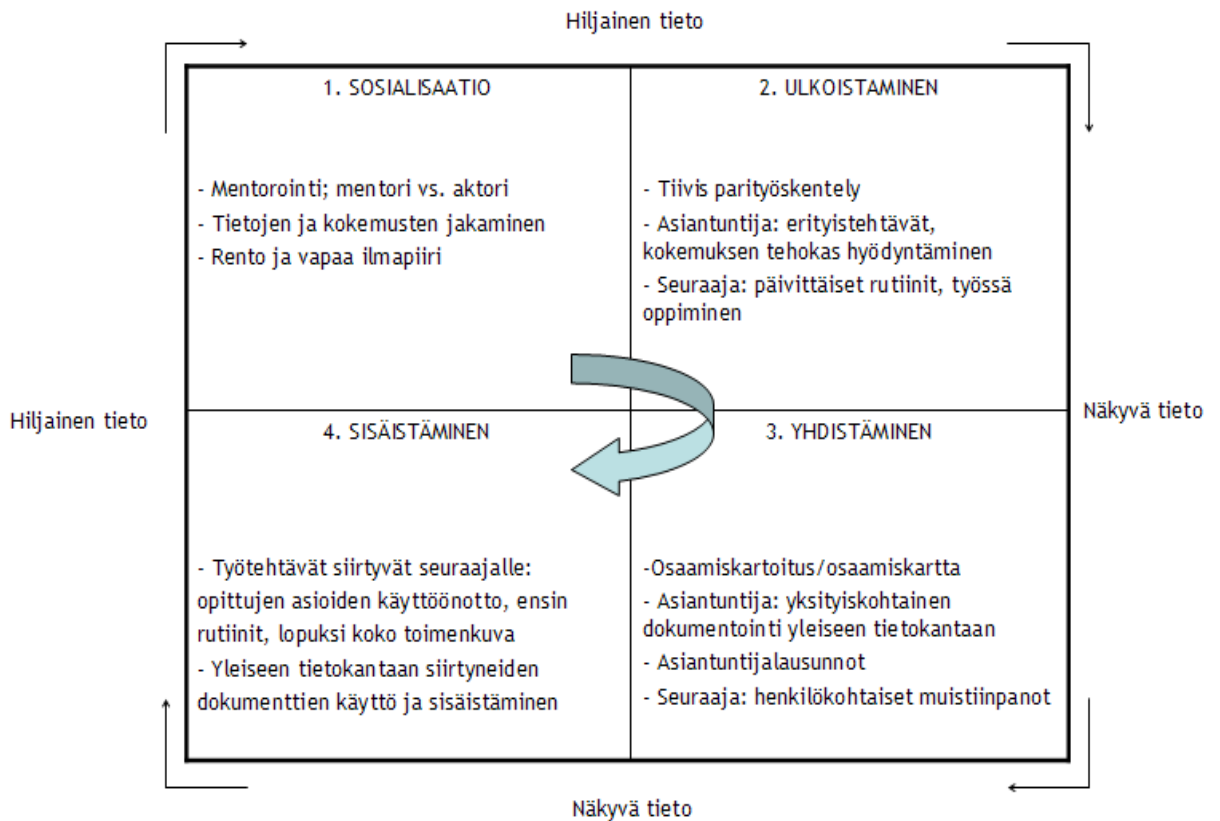 Hiljainen tieto
1. SOSIALISAATIO
- Mentorointi; mentori vs. aktori
- Tietojen ja kokemusten jakaminen
- Rento ja vapaa ilmapiiri
2. ULKOISTAMINEN
- Tiivis parityöskentely
- Asiantuntija: erityistehtävät,
kokemuksen tehokas hyödyntäminen
- Seuraaja: päivittäiset rutiinit, työssä
oppiminen
Hiljainen tieto
Näkyvä tieto
4. SISÄISTÄMINEN
- Työtehtävät siirtyvät seuraajalle:
opittujen asioiden käyttöönotto, ensin
rutiinit, lopuksi koko toimenkuva
- Yleiseen tietokantaan siirtyneiden
dokumenttien käyttö ja sisäistäminen
3. YHDISTÄMINEN
-Osaamiskartoitus/osaamiskartta
- Asiantuntija: yksityiskohtainen
dokumentointi yleiseen tietokantaan
- Asiantuntijalausunnot
- Seuraaja: henkilökohtaiset muistiinpanot
Näkyvä tieto